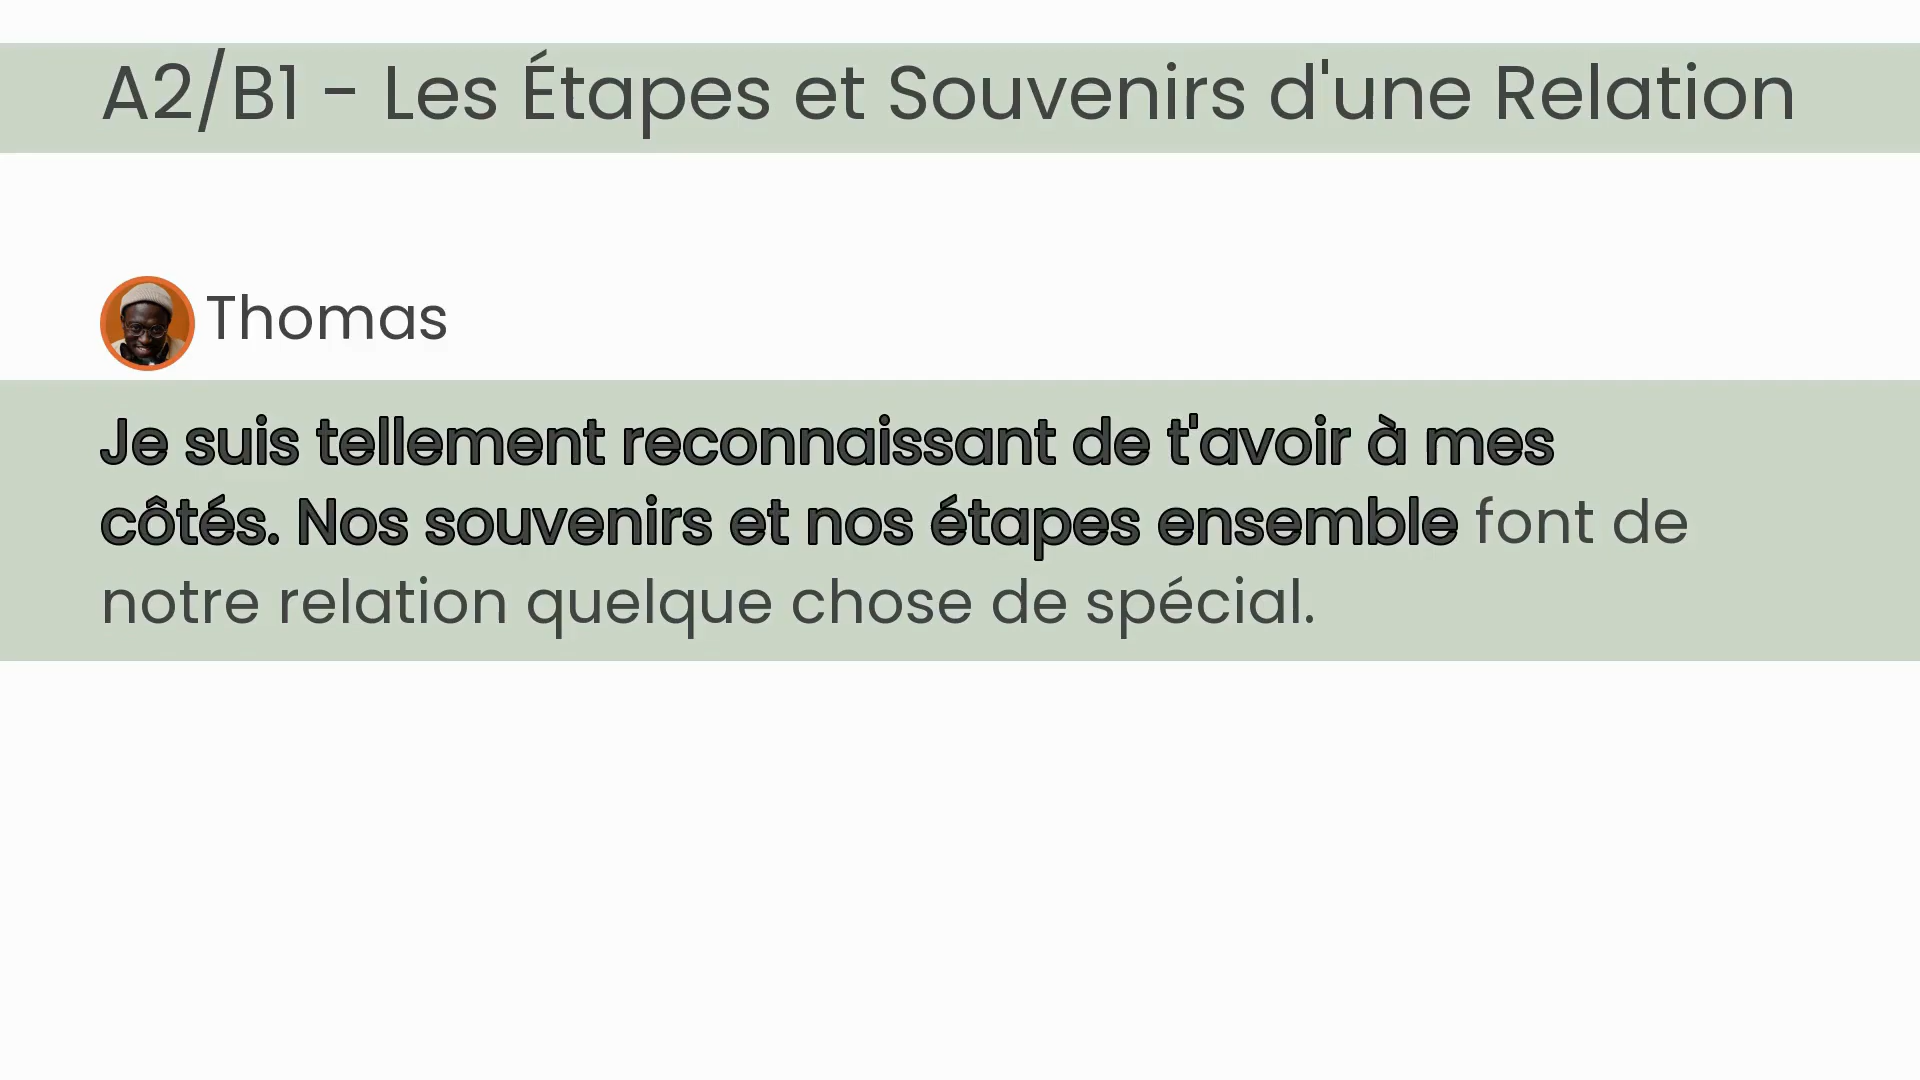 A2/B1 - Les Étapes et Souvenirs d'une Relation
Thomas
Je suis tellement reconnaissant de t'avoir à mes
côtés. Nos souvenirs et nos étapes ensemble font de
notre relation quelque chose de spécial.